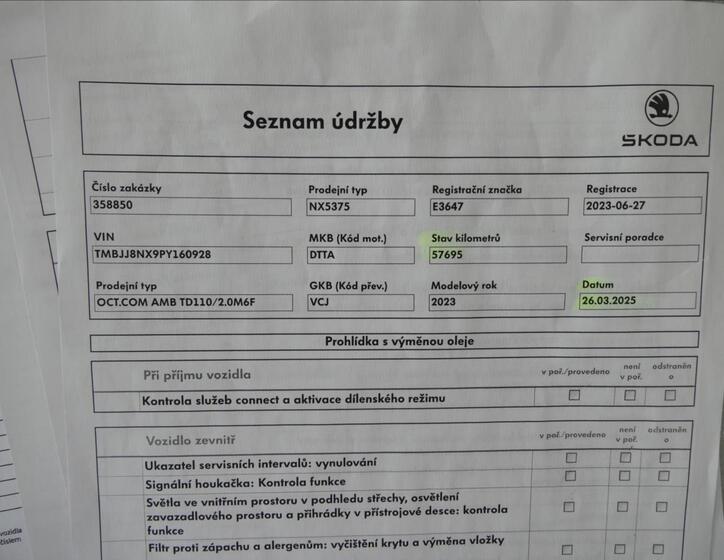 Seznam údržby
ŠKODA
Číslo zakázky Prodejní typ Registrační značka Registrace
358850 NX5375 E3647 2023-06-27
VIN MKB (Kód mot.) Stav kilometrů Servisní poradce
TMBJJ8NX9PY160928 DTTA 57695
Prodejní typ GKB (Kód přev.) Modelový rok Datum
OCT.COM AMB TD110/2.0M6F VCJ 2023 26.03.2025
Prohlídka s výměnou oleje
Při příjmu vozidla v poř./provedeno není v poř. odstraněno
Kontrola služeb connect a aktivace dílenského režimu
Vozidlo zevnitř v poř./provedeno není v poř. odstraněno
Ukazatel servisních intervalů: vynulování
Signální houkačka: Kontrola funkce
Světla ve vnitřním prostoru v podhledu střechy, osvětlení
zavazadlového prostoru a přihrádky v přístrojové desce: kontrola
funkce
Filtr proti zápachu a alergenům: vyčištění krytu a výměna vložky
vozidla
číslem